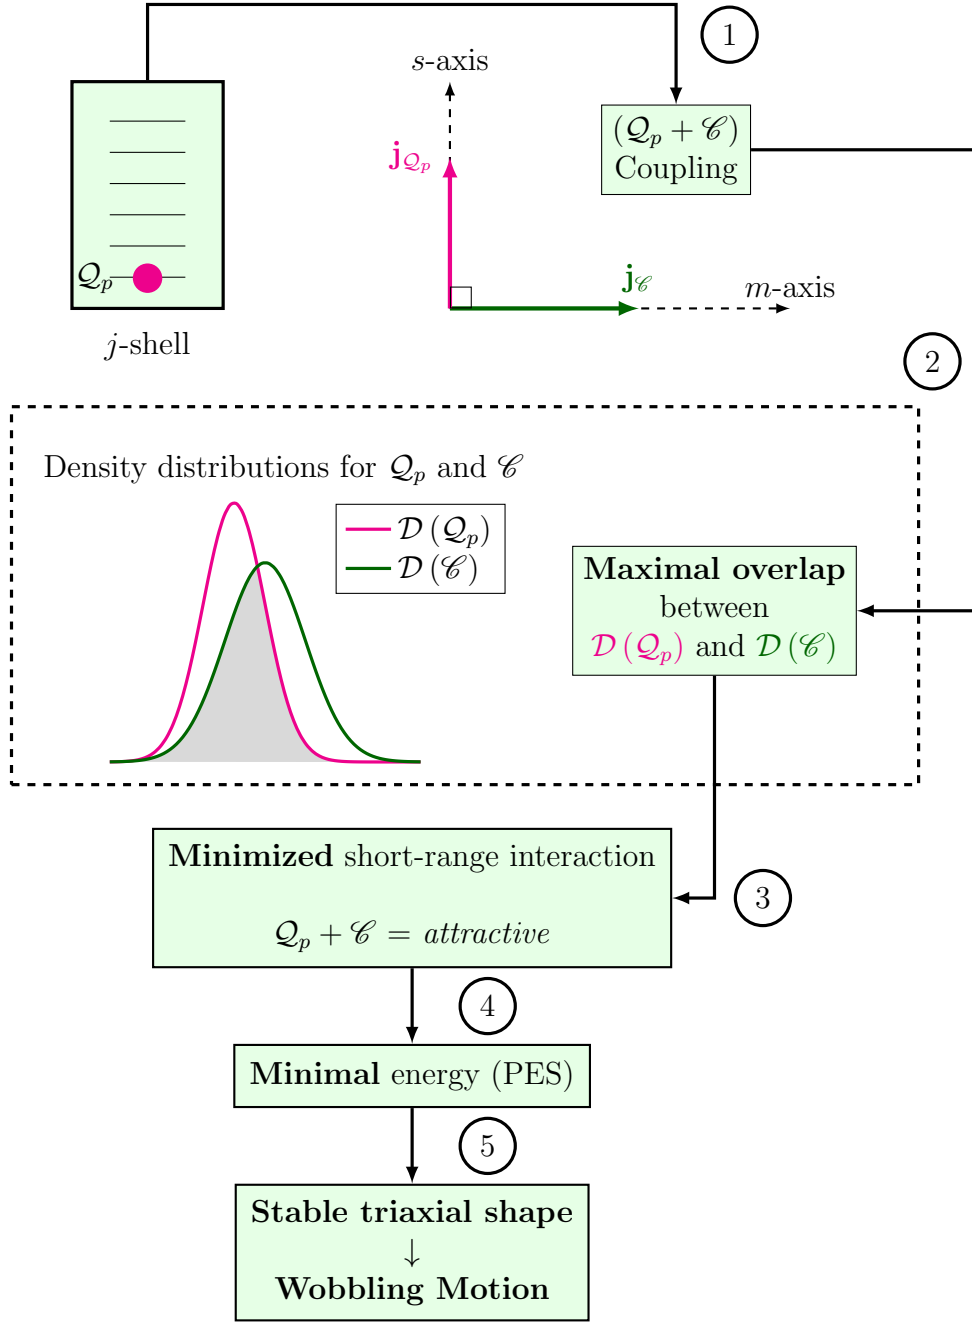 1
s-axis
(𝒬ₚ + 𝒞)
Coupling
j𝒬ₚ
𝒬ₚ
j𝒞
m-axis
j-shell
2
Density distributions for 𝒬ₚ and 𝒞
𝒟 (𝒬ₚ)
𝒟 (𝒞)
Maximal overlap
between
𝒟 (𝒬ₚ) and 𝒟 (𝒞)
Minimized short-range interaction
𝒬ₚ + 𝒞 = attractive
3
4
Minimal energy (PES)
5
Stable triaxial shape
↓
Wobbling Motion